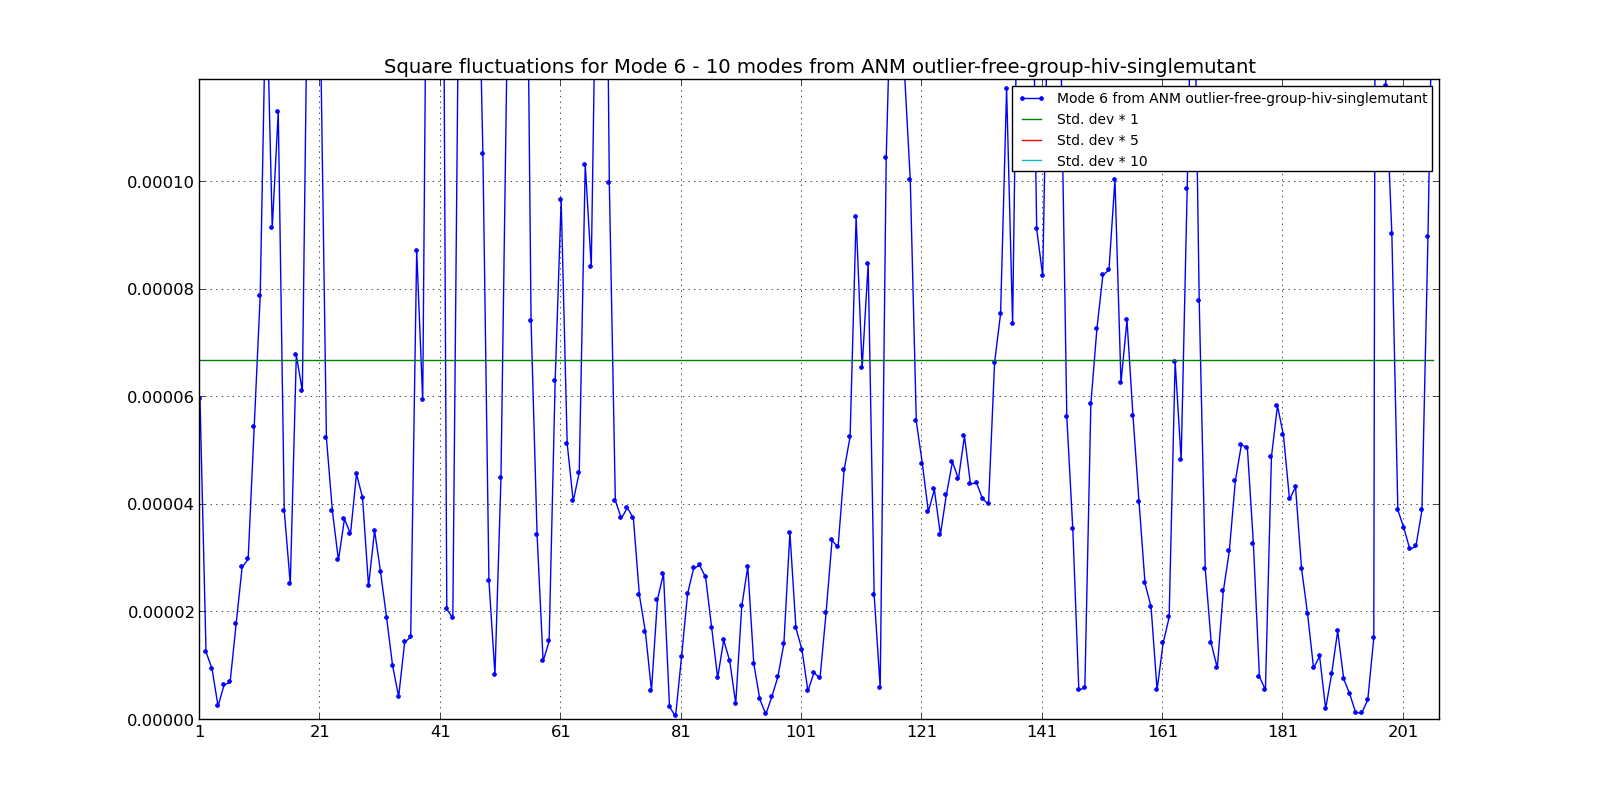 Square fluctuations for Mode 6 - 10 modes from ANM outlier-free-group-hiv-singlemutant
Mode 6 from ANM outlier-free-group-hiv-singlemutant
Std. dev * 1
Std. dev * 5
Std. dev * 10
0.00010
0.00008
0.00006
0.00004
0.00002
0.00000
1 21 41 61 81 101 121 141 161 181 201